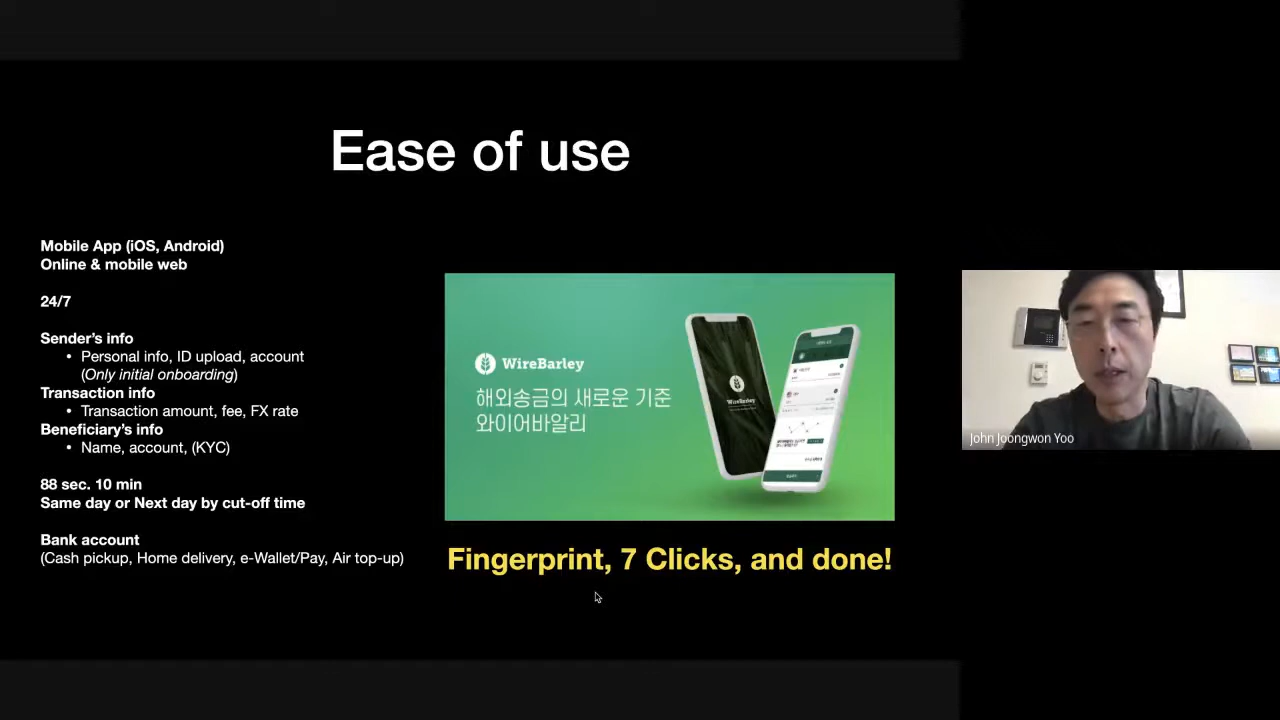 Ease of use
Mobile App (iOS, Android)
Online & mobile web
24/7
Sender's info
• Personal info, ID upload, account
(Only initial onboarding)
Transaction info
• Transaction amount, fee, FX rate
Beneficiary's info
• Name, account, (KYC)
88 sec. 10 min
Same day or Next day by cut-off time
Bank account
(Cash pickup, Home delivery, e-Wallet/Pay, Air top-up)
WireBarley
해외송금의 새로운 기준
와이어바알리
WireBarley
Fingerprint, 7 Clicks, and done!
John Joongwon Yoo